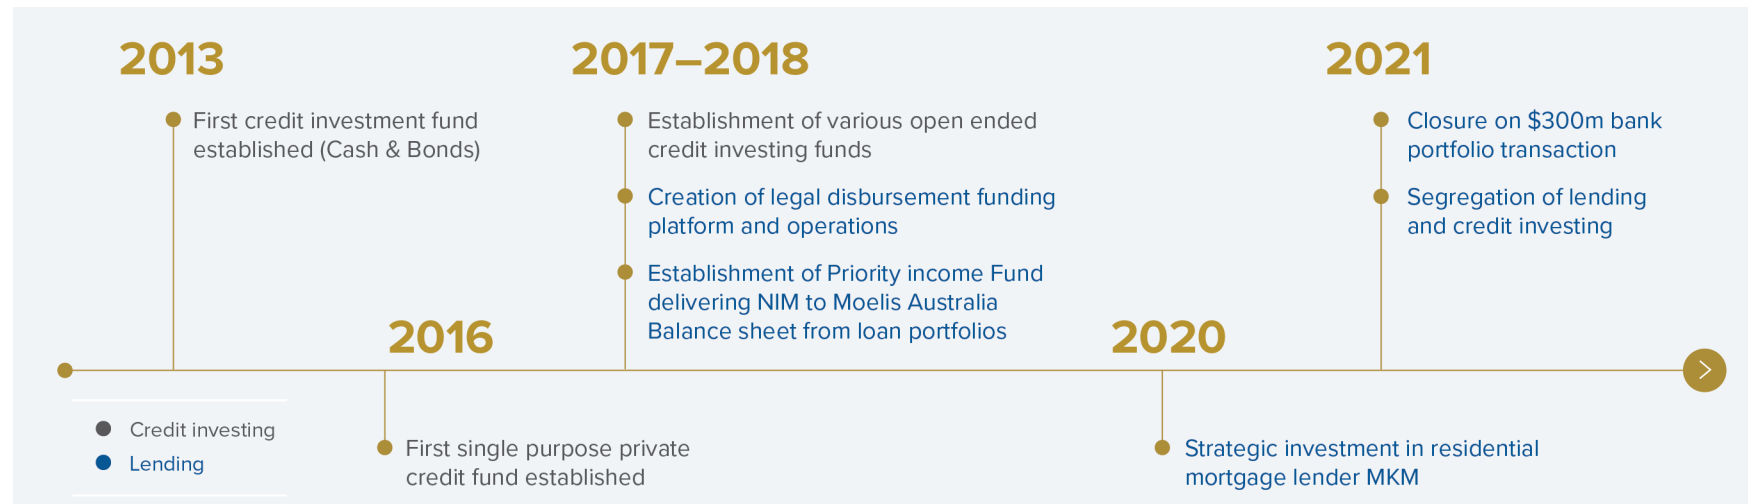 2013
First credit investment fund
established (Cash & Bonds)
2016
First single purpose private
credit fund established
2017–2018
Establishment of various open ended
credit investing funds
Creation of legal disbursement funding
platform and operations
Establishment of Priority income Fund
delivering NIM to Moelis Australia
Balance sheet from loan portfolios
2020
Strategic investment in residential
mortgage lender MKM
2021
Closure on $300m bank
portfolio transaction
Segregation of lending
and credit investing
Credit investing
Lending